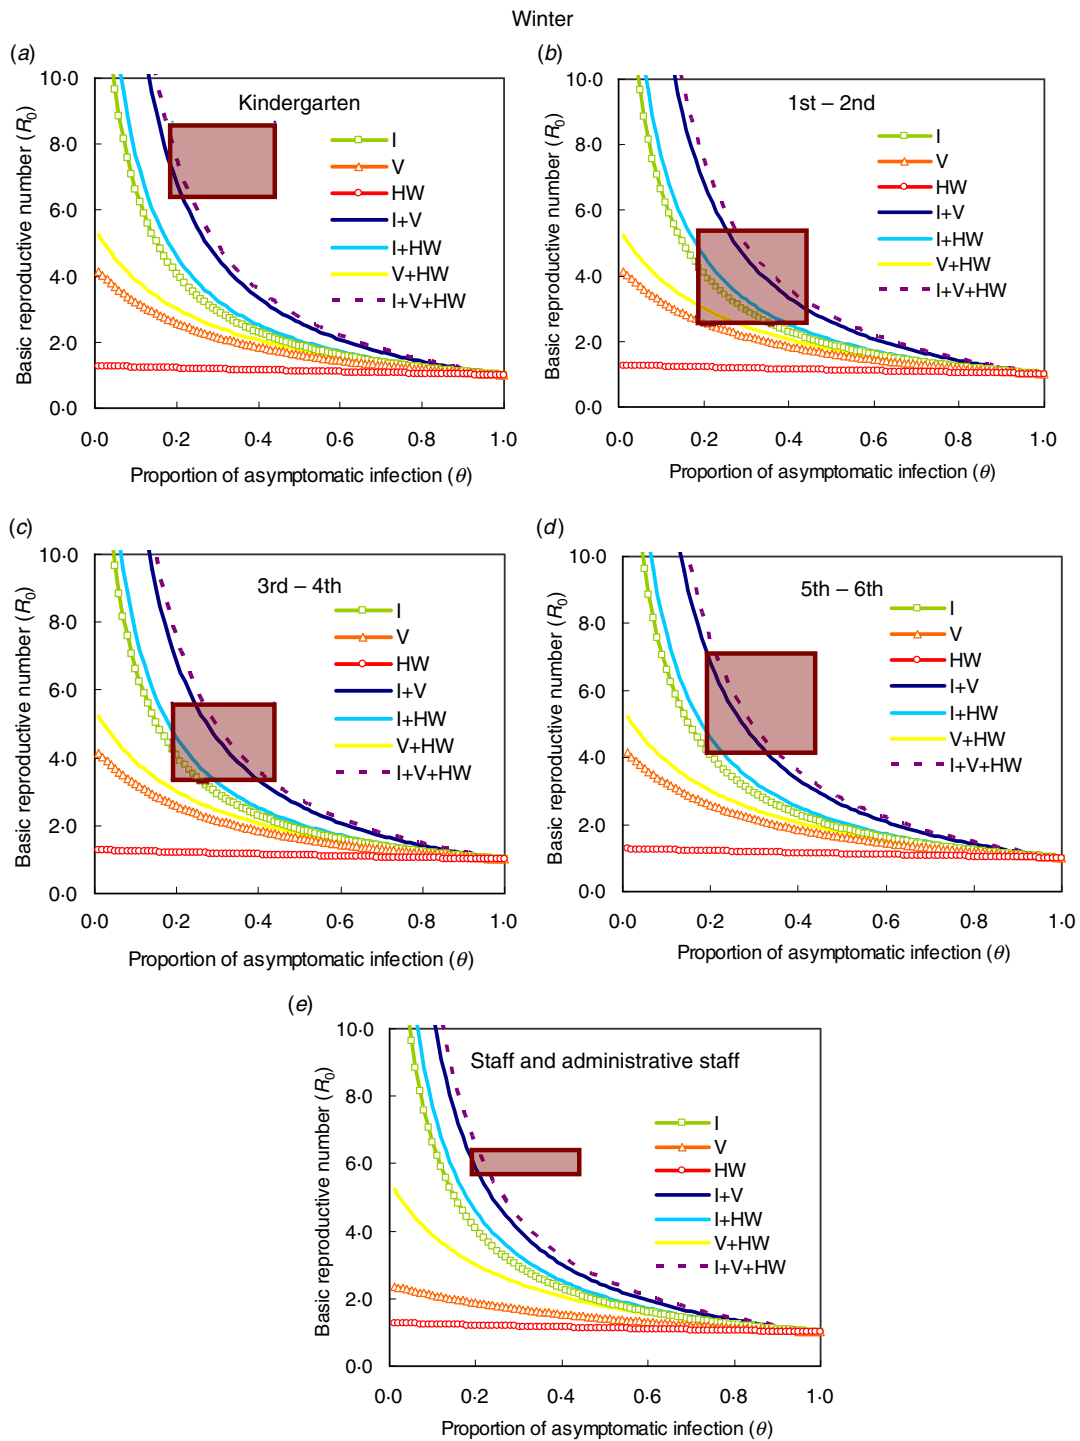 Winter
(a)
Kindergarten
Basic reproductive number (R0)
10·0
8·0
6·0
4·0
2·0
0·0
I
V
HW
I+V
I+HW
V+HW
I+V+HW
0·0 0·2 0·4 0·6 0·8 1·0
Proportion of asymptomatic infection (θ)
(b)
1st – 2nd
Basic reproductive number (R0)
10·0
8·0
6·0
4·0
2·0
0·0
I
V
HW
I+V
I+HW
V+HW
I+V+HW
0·0 0·2 0·4 0·6 0·8 1·0
Proportion of asymptomatic infection (θ)
(c)
3rd – 4th
Basic reproductive number (R0)
10·0
8·0
6·0
4·0
2·0
0·0
I
V
HW
I+V
I+HW
V+HW
I+V+HW
0·0 0·2 0·4 0·6 0·8 1·0
Proportion of asymptomatic infection (θ)
(d)
5th – 6th
Basic reproductive number (R0)
10·0
8·0
6·0
4·0
2·0
0·0
I
V
HW
I+V
I+HW
V+HW
I+V+HW
0·0 0·2 0·4 0·6 0·8 1·0
Proportion of asymptomatic infection (θ)
(e)
Staff and administrative staff
Basic reproductive number (R0)
10·0
8·0
6·0
4·0
2·0
0·0
I
V
HW
I+V
I+HW
V+HW
I+V+HW
0·0 0·2 0·4 0·6 0·8 1·0
Proportion of asymptomatic infection (θ)